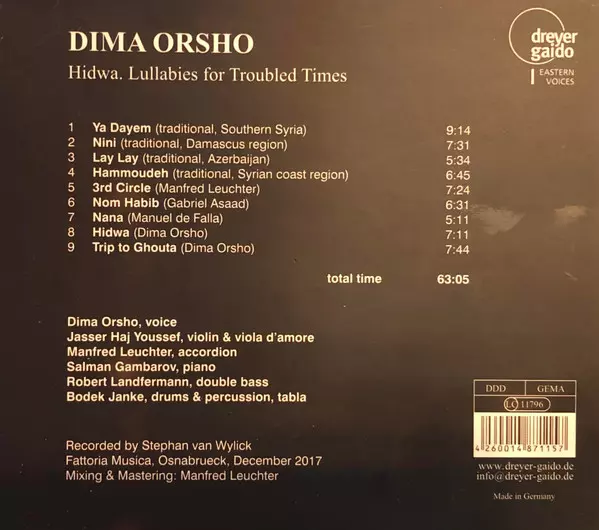 DIMA ORSHO
Hidwa. Lullabies for Troubled Times
dreyer
gaido
EASTERN
VOICES
1 Ya Dayem (traditional, Southern Syria) 9:14
2 Nini (traditional, Damascus region) 7:31
3 Lay Lay (traditional, Azerbaijan) 5:34
4 Hammoudeh (traditional, Syrian coast region) 6:45
5 3rd Circle (Manfred Leuchter) 7:24
6 Nom Habib (Gabriel Asaad) 6:31
7 Nana (Manuel de Falla) 5:11
8 Hidwa (Dima Orsho) 7:11
9 Trip to Ghouta (Dima Orsho) 7:44
total time 63:05
Dima Orsho, voice
Jasser Haj Youssef, violin & viola d'amore
Manfred Leuchter, accordion
Salman Gambarov, piano
Robert Landfermann, double bass
Bodek Janke, drums & percussion, tabla
Recorded by Stephan van Wylick
Fattoria Musica, Osnabrueck, December 2017
Mixing & Mastering: Manfred Leuchter
DDD GEMA
LC 11796
4 260014 871157
www.dreyer-gaido.de
info@dreyer-gaido.de
Made in Germany